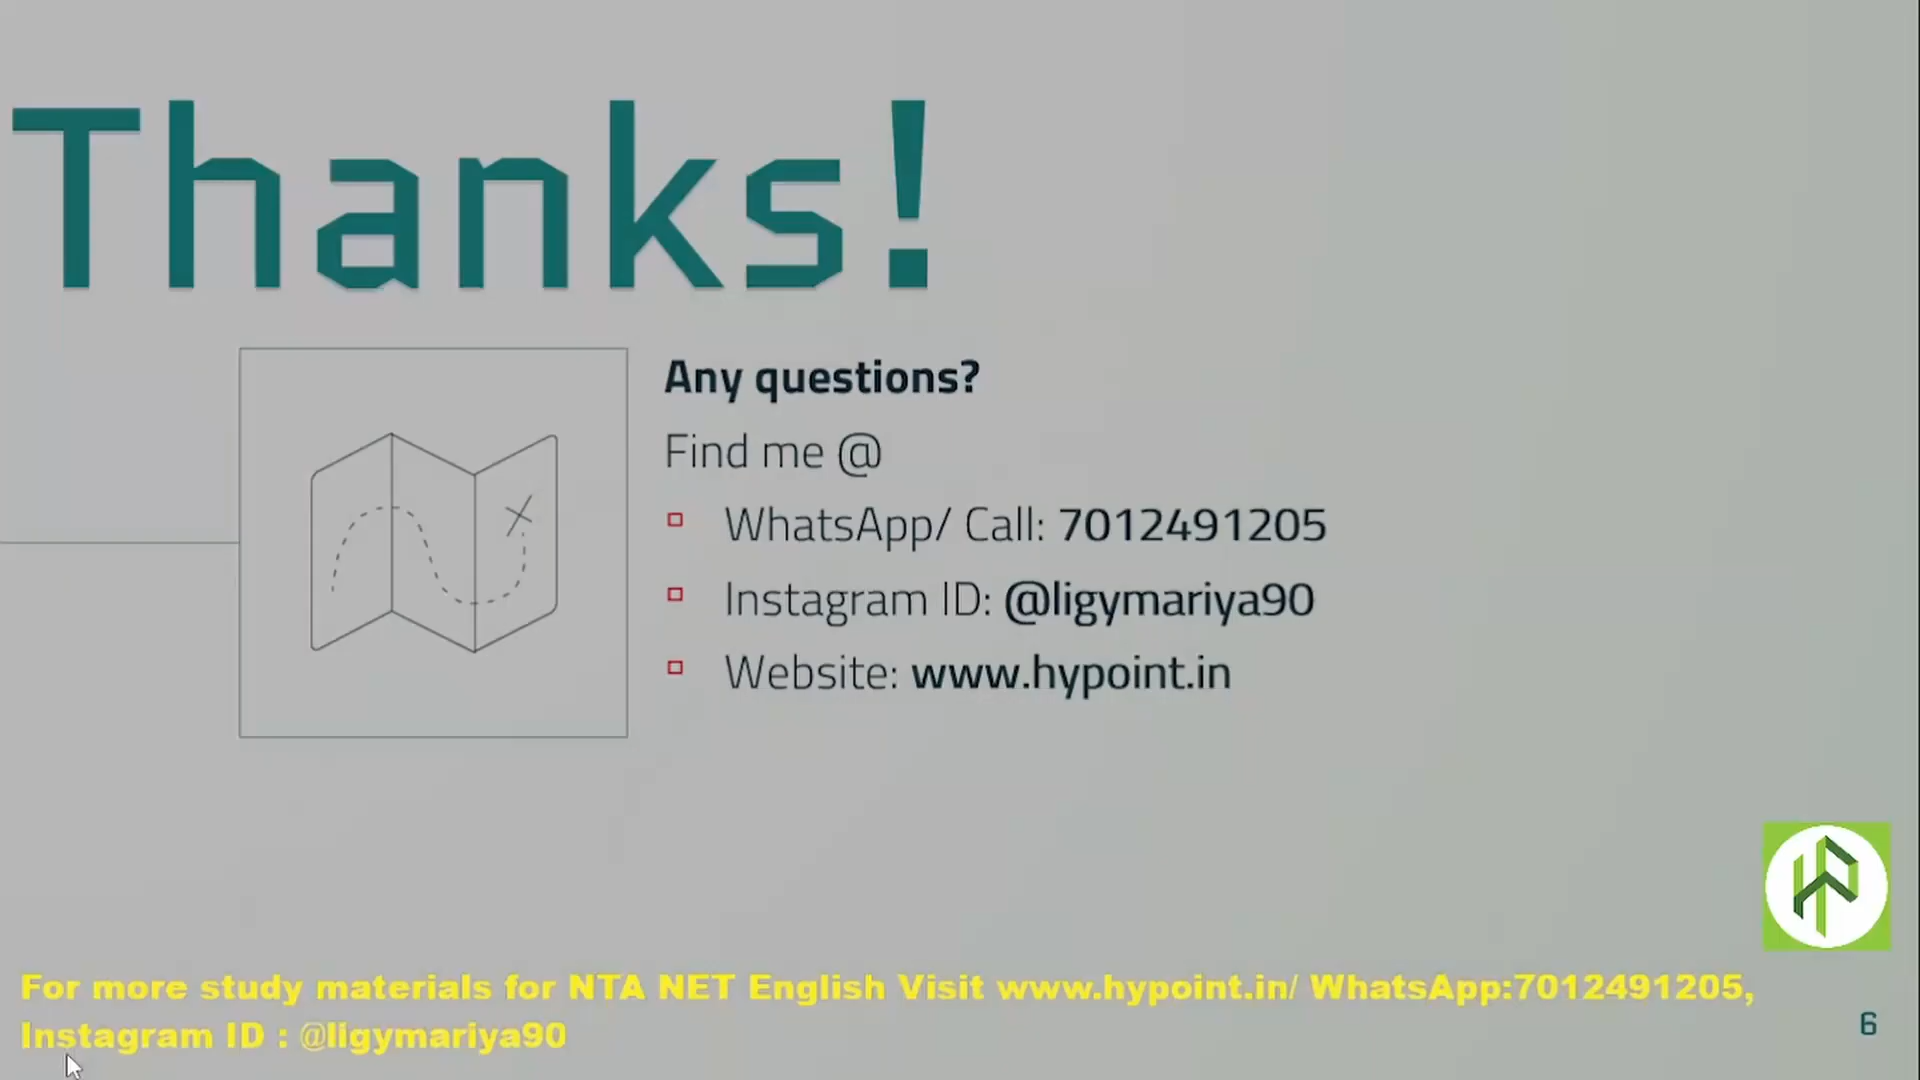 Thanks!
Any questions?
Find me @
WhatsApp/ Call: 7012491205
Instagram ID: @ligymariya90
Website: www.hypoint.in
For more study materials for NTA NET English Visit www.hypoint.in/ WhatsApp:7012491205,
Instagram ID : @ligymariya90
6